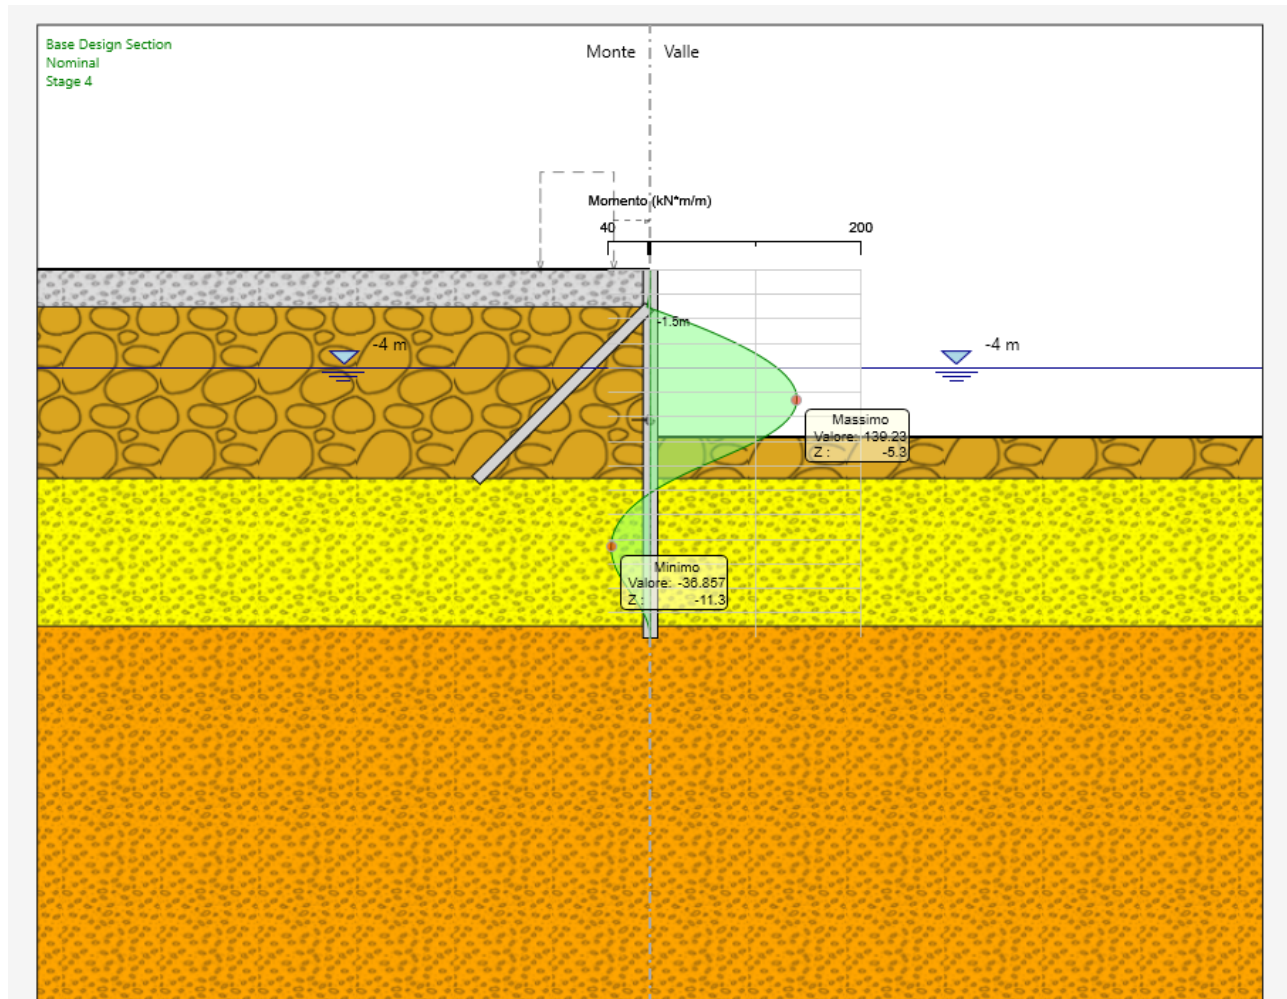 Base Design Section
Nominal
Stage 4
Monte
Valle
Momento (kN*m/m)
40
200
-1.5m
-4 m
-4 m
Massimo
Valore: 139.23
Z : -5.3
Minimo
Valore: -36.857
Z : -11.3